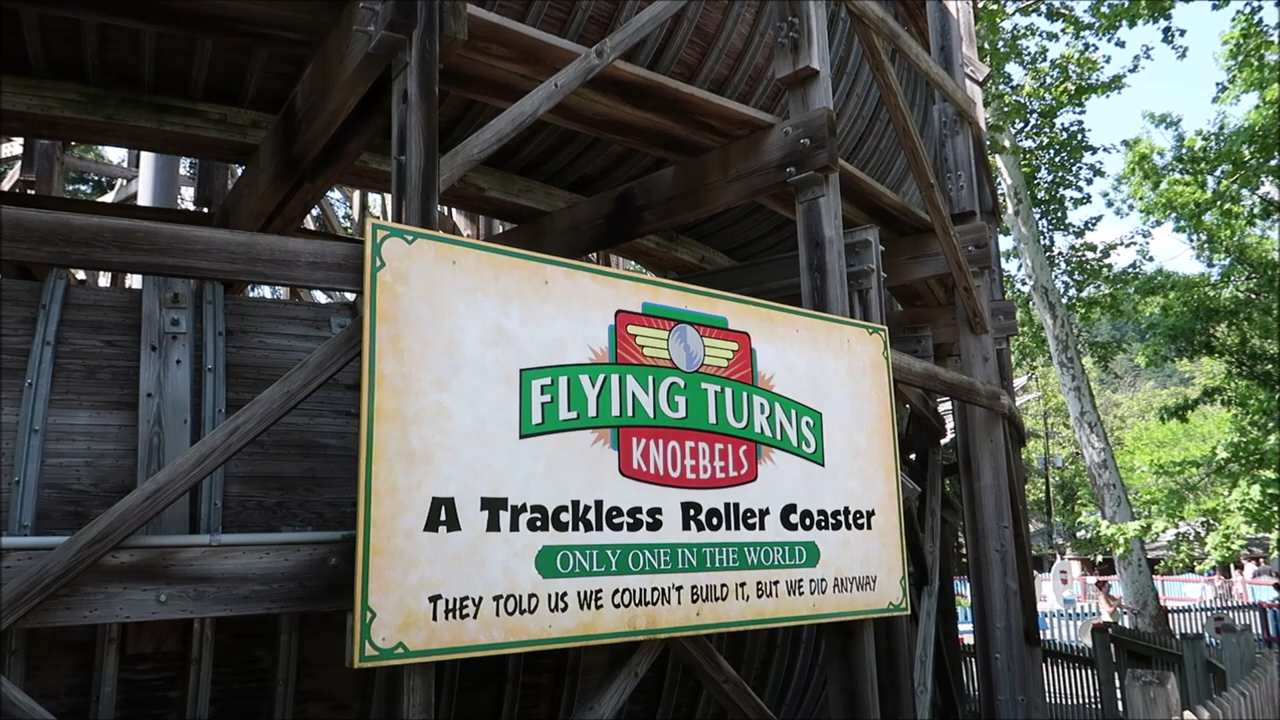 FLYING TURNS
KNOEBELS
A Trackless Roller Coaster
ONLY ONE IN THE WORLD
THEY TOLD US WE COULDN'T BUILD IT, BUT WE DID ANYWAY